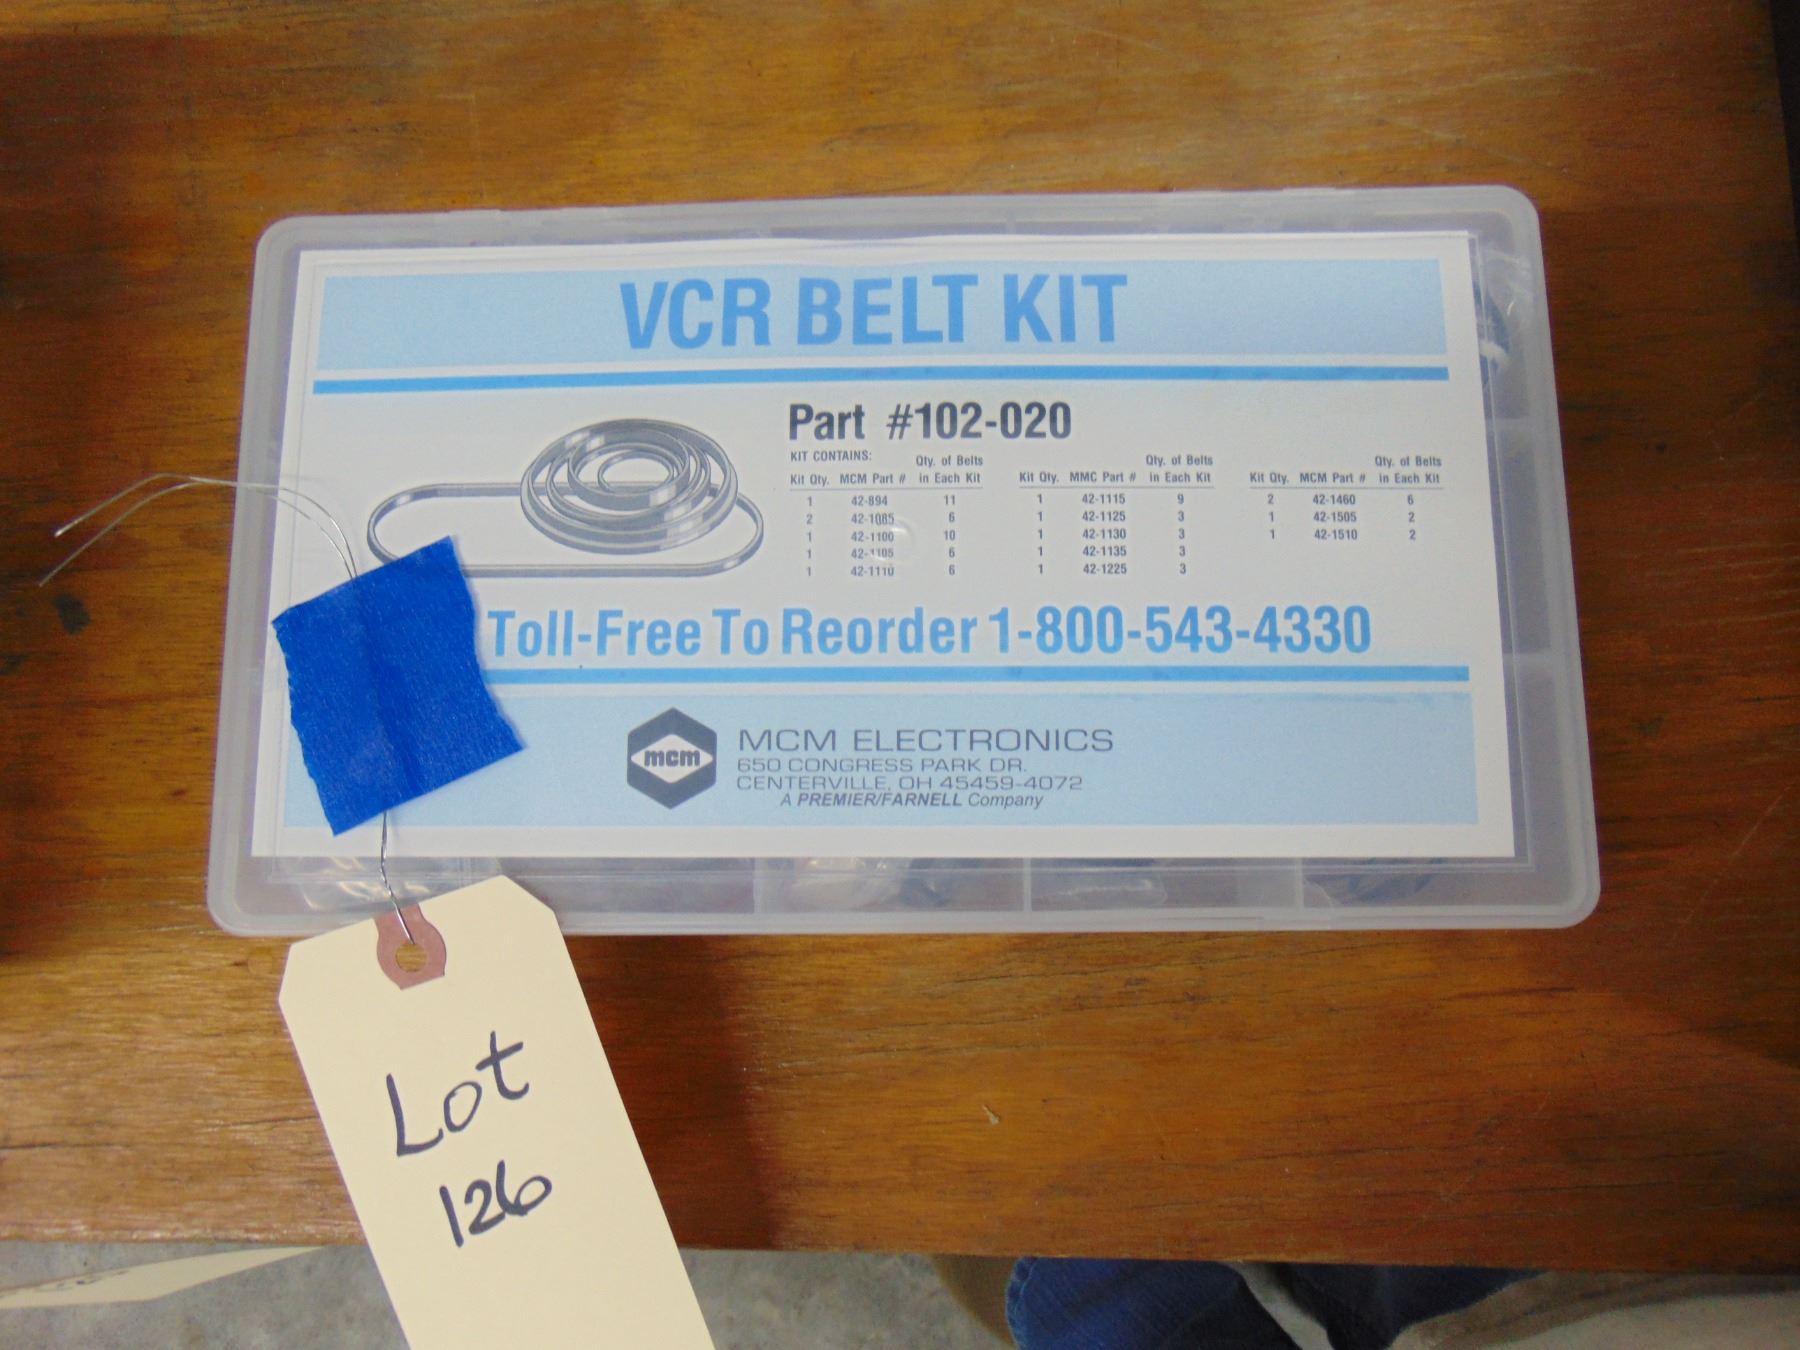 VCR BELT KIT
Part #102-020
KIT CONTAINS:
Kit Qty. MCM Part # Qty. of Belts in Each Kit
1 42-894 11
2 42-1085 6
1 42-1100 10
1 42-1105 6
1 42-1110 6
Kit Qty. MMC Part # Qty. of Belts in Each Kit
1 42-1115 9
1 42-1125 3
1 42-1130 3
1 42-1135 3
1 42-1225 3
Kit Qty. MCM Part # Qty. of Belts in Each Kit
2 42-1460 6
1 42-1505 2
1 42-1510 2
Toll-Free To Reorder 1-800-543-4330
mcm
MCM ELECTRONICS
650 CONGRESS PARK DR.
CENTERVILLE, OH 45459-4072
A PREMIER/FARNELL Company
Lot
126